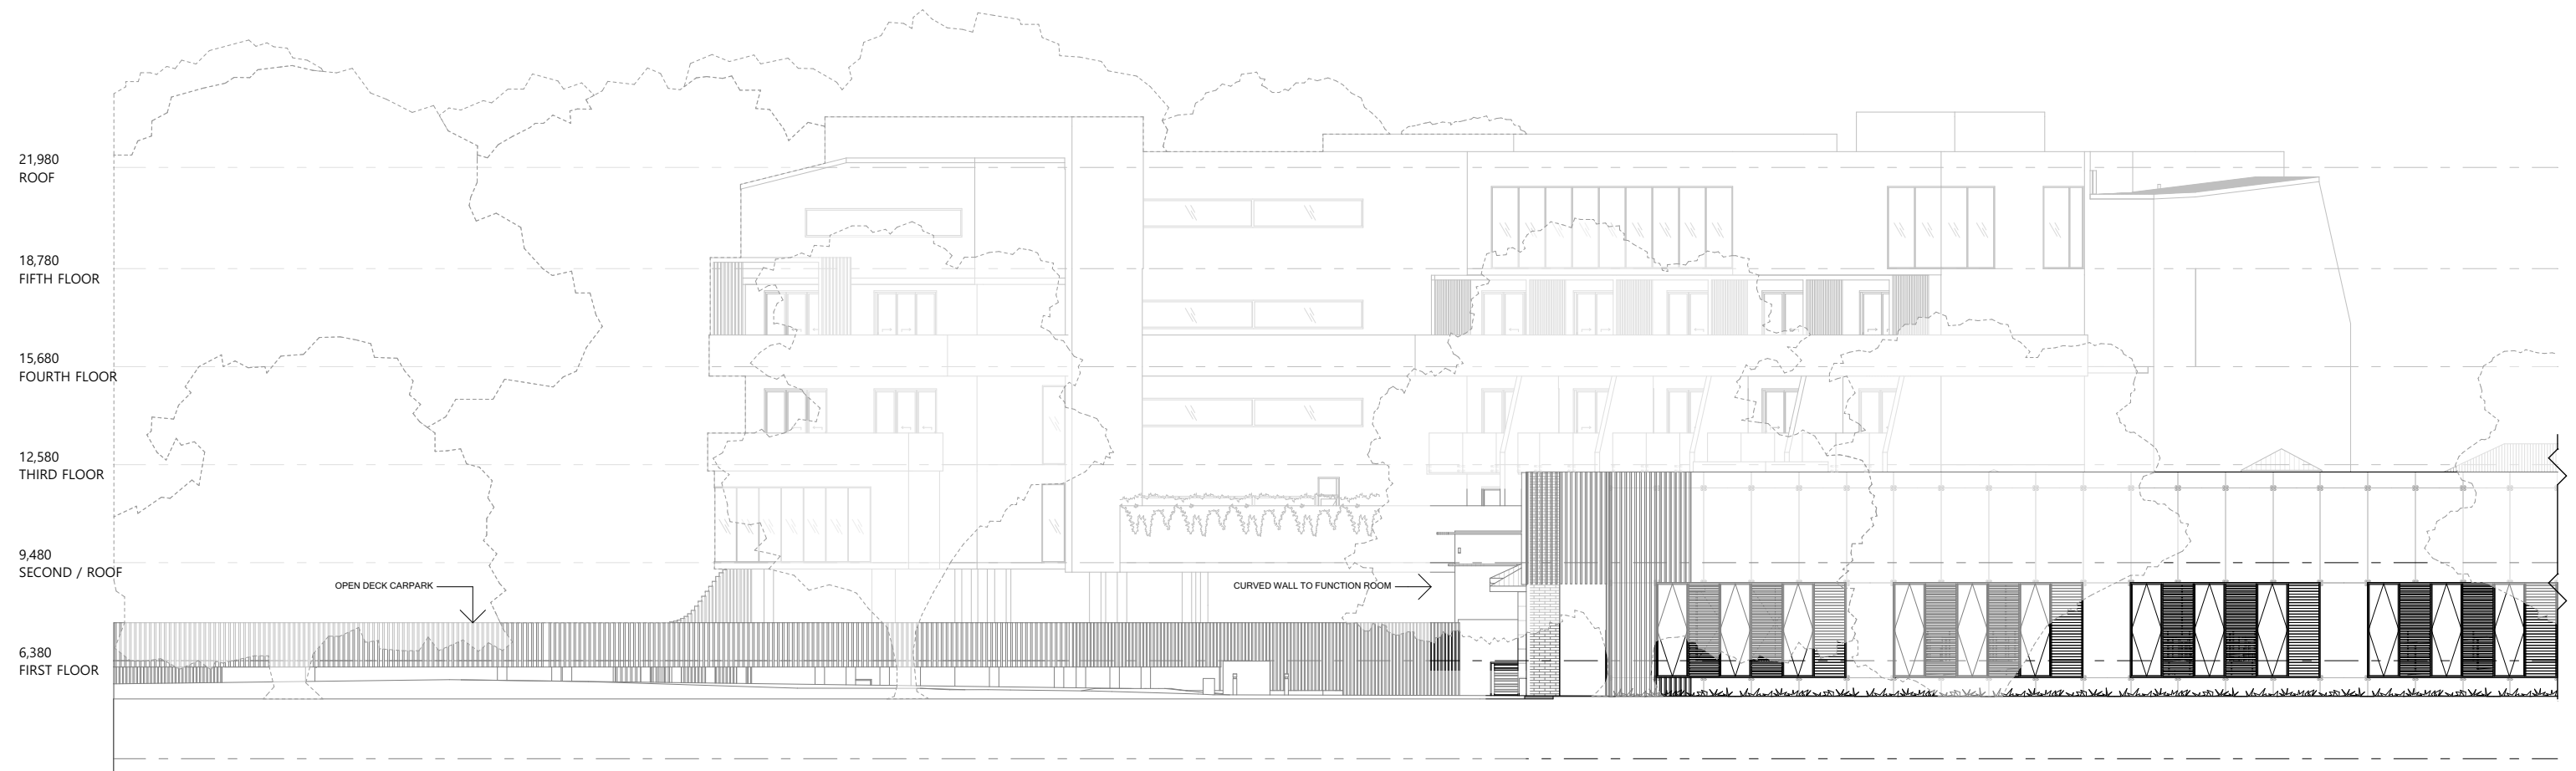 21,980
ROOF
18,780
FIFTH FLOOR
15,680
FOURTH FLOOR
12,580
THIRD FLOOR
9,480
SECOND / ROOF
OPEN DECK CARPARK
CURVED WALL TO FUNCTION ROOM
6,380
FIRST FLOOR